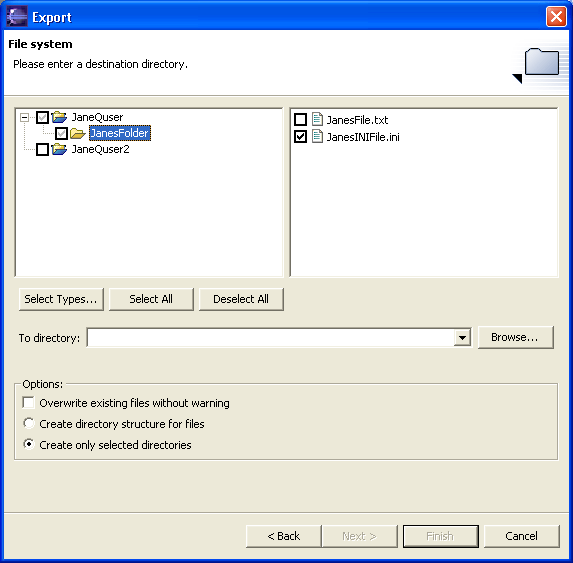 Export
File system
Please enter a destination directory.
JaneQuser
JanesFolder
JaneQuser2
JanesFile.txt
JanesINIFile.ini
Select Types... Select All Deselect All
To directory: Browse...
Options:
Overwrite existing files without warning
Create directory structure for files
Create only selected directories
< Back Next > Finish Cancel